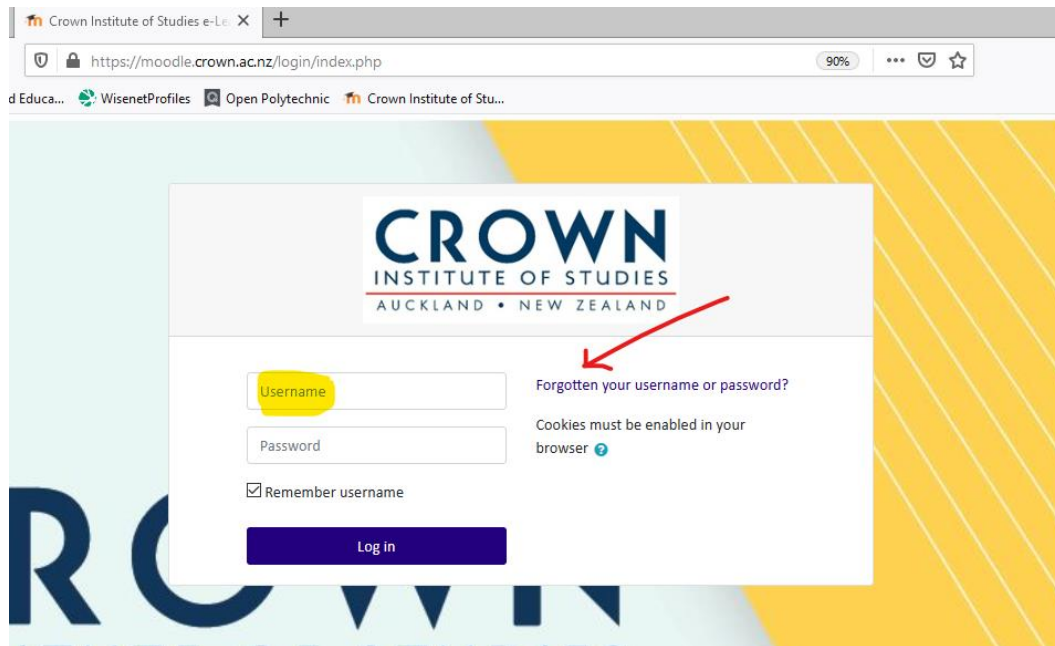 Crown Institute of Studies e-Le
https://moodle.crown.ac.nz/login/index.php
90%
d Educa... WisenetProfiles Open Polytechnic Crown Institute of Stu...
CROWN
INSTITUTE OF STUDIES
AUCKLAND • NEW ZEALAND
Username
Forgotten your username or password?
Cookies must be enabled in your
browser
Password
Remember username
Log in
ROWN